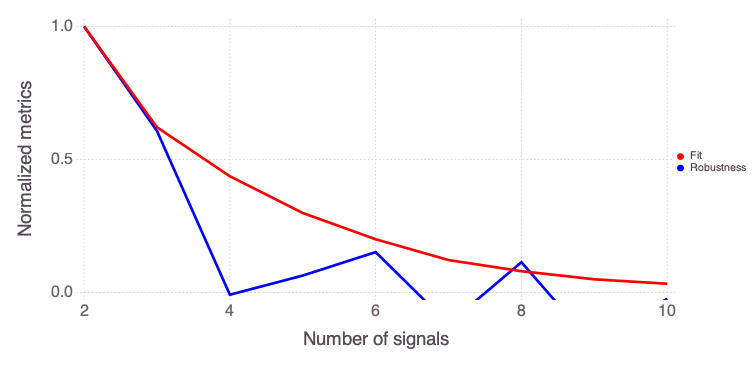 1.0
0.5
0.0
Normalized metrics
2 4 6 8 10
Number of signals
Fit
Robustness